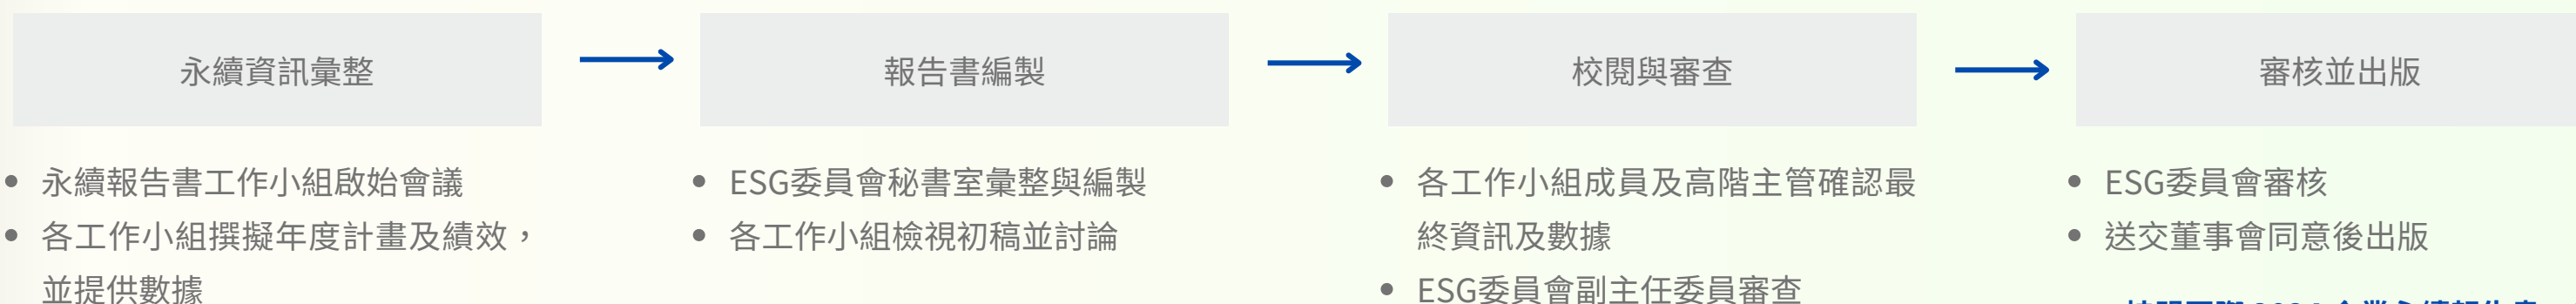 永續資訊彙整
報告書編製
校閱與審查
審核並出版
• 永續報告書工作小組啟始會議
• 各工作小組撰擬年度計畫及績效，
並提供數據
• ESG委員會秘書室彙整與編製
• 各工作小組檢視初稿並討論
• 各工作小組成員及高階主管確認最
終資訊及數據
• ESG委員會副主任委員審查
• ESG委員會審核
• 送交董事會同意後出版